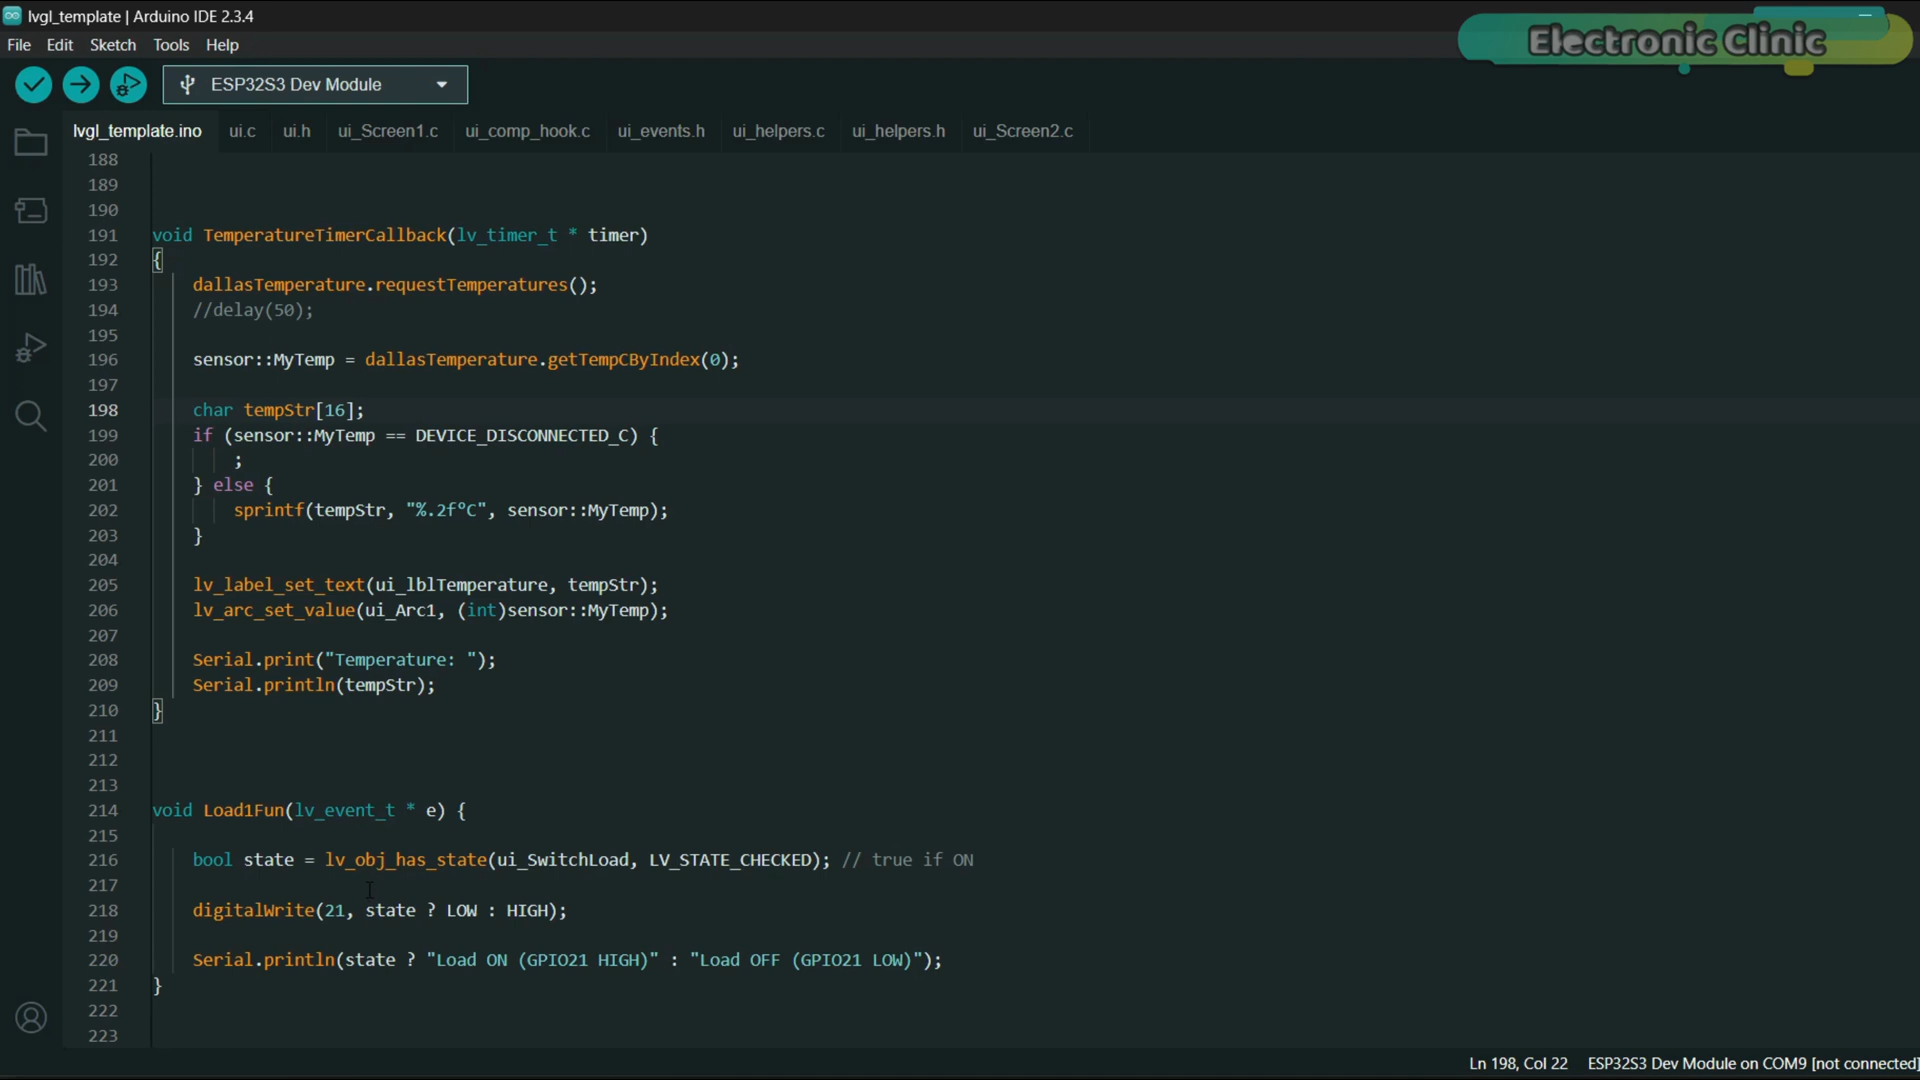 lvgl_template | Arduino IDE 2.3.4
Electronic Clinic
File Edit Sketch Tools Help
ESP32S3 Dev Module
lvgl_template.ino ui.c ui.h ui_Screen1.c ui_comp_hook.c ui_events.h ui_helpers.c ui_helpers.h ui_Screen2.c
188
189
190
191 void TemperatureTimerCallback(lv_timer_t * timer)
192 {
193 dallasTemperature.requestTemperatures();
194 //delay(50);
195
196 sensor::MyTemp = dallasTemperature.getTempCByIndex(0);
197
198 char tempStr[16];
199 if (sensor::MyTemp == DEVICE_DISCONNECTED_C) {
200 ;
201 } else {
202 sprintf(tempStr, "%.2f°C", sensor::MyTemp);
203 }
204
205 lv_label_set_text(ui_lblTemperature, tempStr);
206 lv_arc_set_value(ui_Arc1, (int)sensor::MyTemp);
207
208 Serial.print("Temperature: ");
209 Serial.println(tempStr);
210 }
211
212
213
214 void Load1Fun(lv_event_t * e) {
215
216 bool state = lv_obj_has_state(ui_SwitchLoad, LV_STATE_CHECKED); // true if ON
217
218 digitalWrite(21, state ? LOW : HIGH);
219
220 Serial.println(state ? "Load ON (GPIO21 HIGH)" : "Load OFF (GPIO21 LOW)");
221 }
222
223
Ln 198, Col 22 ESP32S3 Dev Module on COM9 [not connected]